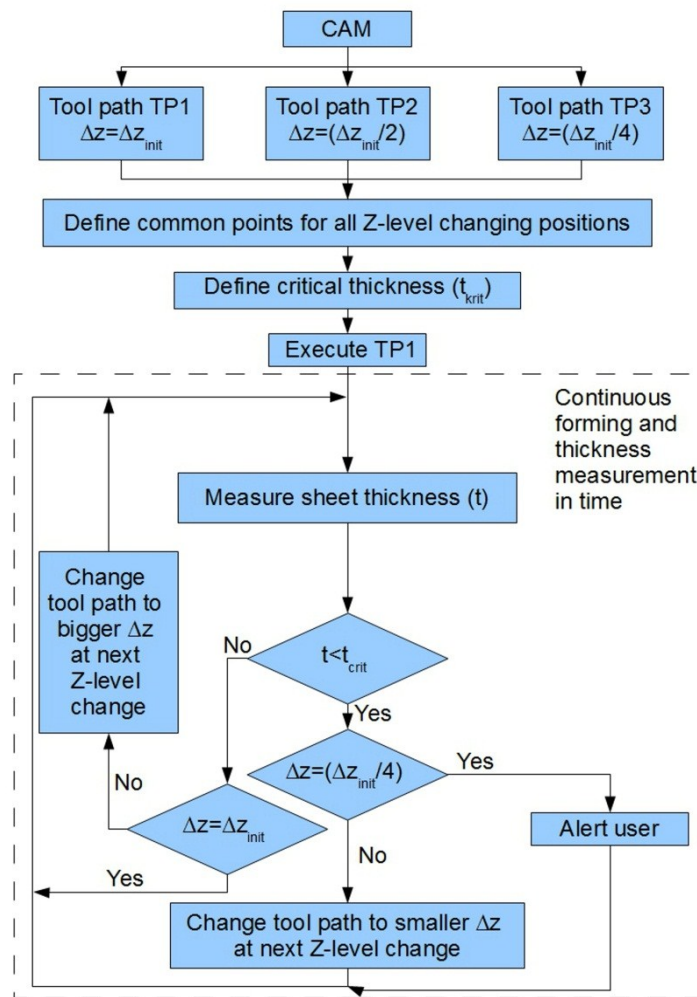 CAM
Tool path TP1
Δz=Δz_init
Tool path TP2
Δz=(Δz_init/2)
Tool path TP3
Δz=(Δz_init/4)
Define common points for all Z-level changing positions
Define critical thickness (t_krit)
Execute TP1
Continuous
forming and
thickness
measurement
in time
Measure sheet thickness (t)
Change
tool path to
bigger Δz
at next
Z-level
change
No
t<t_crit
Yes
Δz=(Δz_init/4)
Yes
No
Δz=Δz_init
Alert user
Yes
No
Change tool path to smaller Δz
at next Z-level change